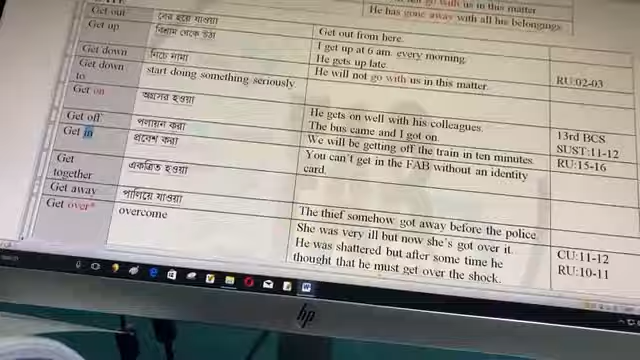 not go with us in this matter
He has gone away with all his belongings.
Get out বের হয়ে যাওয়া Get out from here.
Get up বিশ্রাম থেকে উঠা I get up at 6 am. every morning.
He gets up late.
Get down নিচে নামা He will not go with us in this matter. RU:02-03
Get down to start doing something seriously
Get on অগ্রসর হওয়া He gets on well with his colleagues.
The bus came and I got on. 13rd BCS
Get off পলায়ন করা We will be getting off the train in ten minutes. SUST:11-12
Get in প্রবেশ করা You can't get in the FAB without an identity card. RU:15-16
Get together একত্রিত হওয়া
Get away পালিয়ে যাওয়া The thief somehow got away before the police.
Get over* overcome She was very ill but now she's got over it. CU:11-12
He was shattered but after some time he RU:10-11
thought that he must get over the shock.
hp